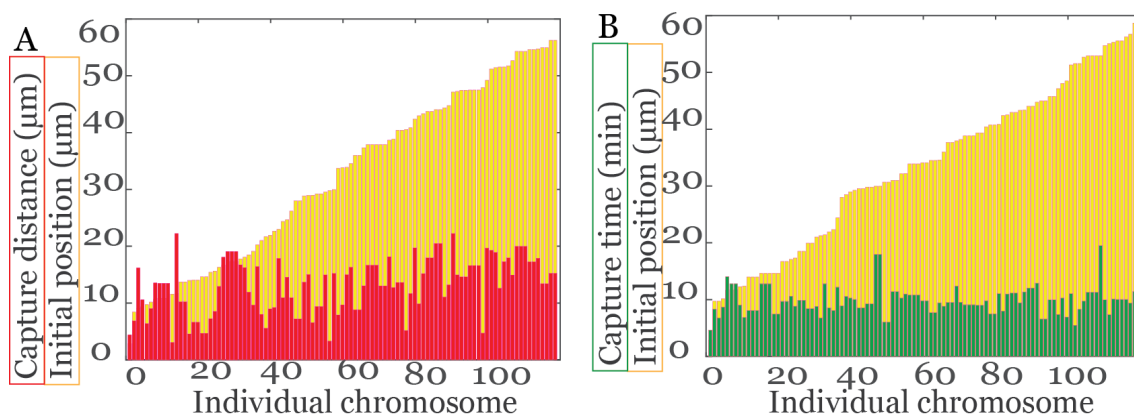 A
Capture distance (μm)
Initial position (μm)
60
50
40
30
20
10
0
0 20 40 60 80 100
Individual chromosome
B
Capture time (min)
Initial position (μm)
60
50
40
30
20
10
0
0 20 40 60 80 100
Individual chromosome